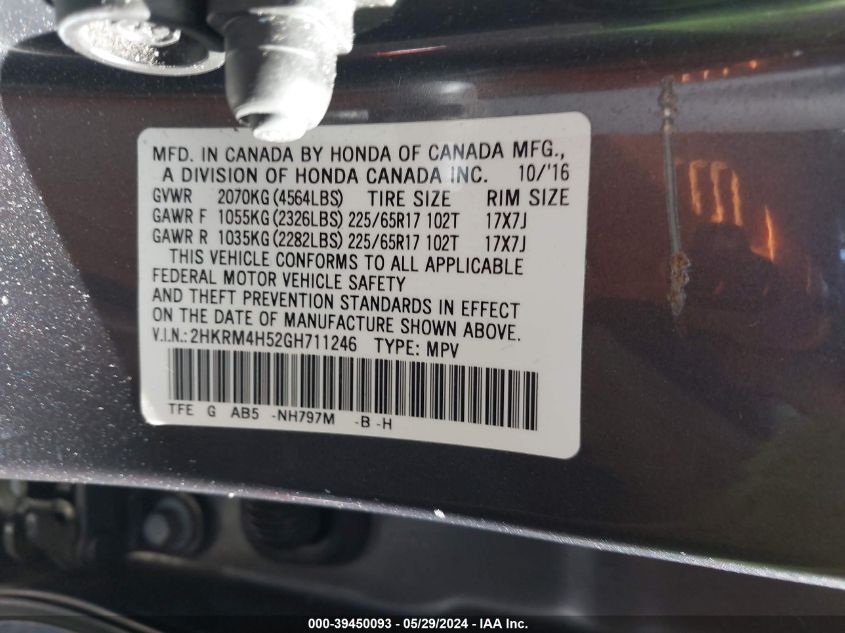 MFD. IN CANADA BY HONDA OF CANADA MFG.,
A DIVISION OF HONDA CANADA INC. 10/'16
GVWR 2070KG (4564LBS) TIRE SIZE RIM SIZE
GAWR F 1055KG (2326LBS) 225/65R17 102T 17X7J
GAWR R 1035KG (2282LBS) 225/65R17 102T 17X7J
THIS VEHICLE CONFORMS TO ALL APPLICABLE
FEDERAL MOTOR VEHICLE SAFETY
AND THEFT PREVENTION STANDARDS IN EFFECT
ON THE DATE OF MANUFACTURE SHOWN ABOVE.
V.I.N.: 2HKRM4H52GH711246 TYPE: MPV
TFE G AB5 -NH797M -B -H
000-39450093 - 05/29/2024 - IAA Inc.